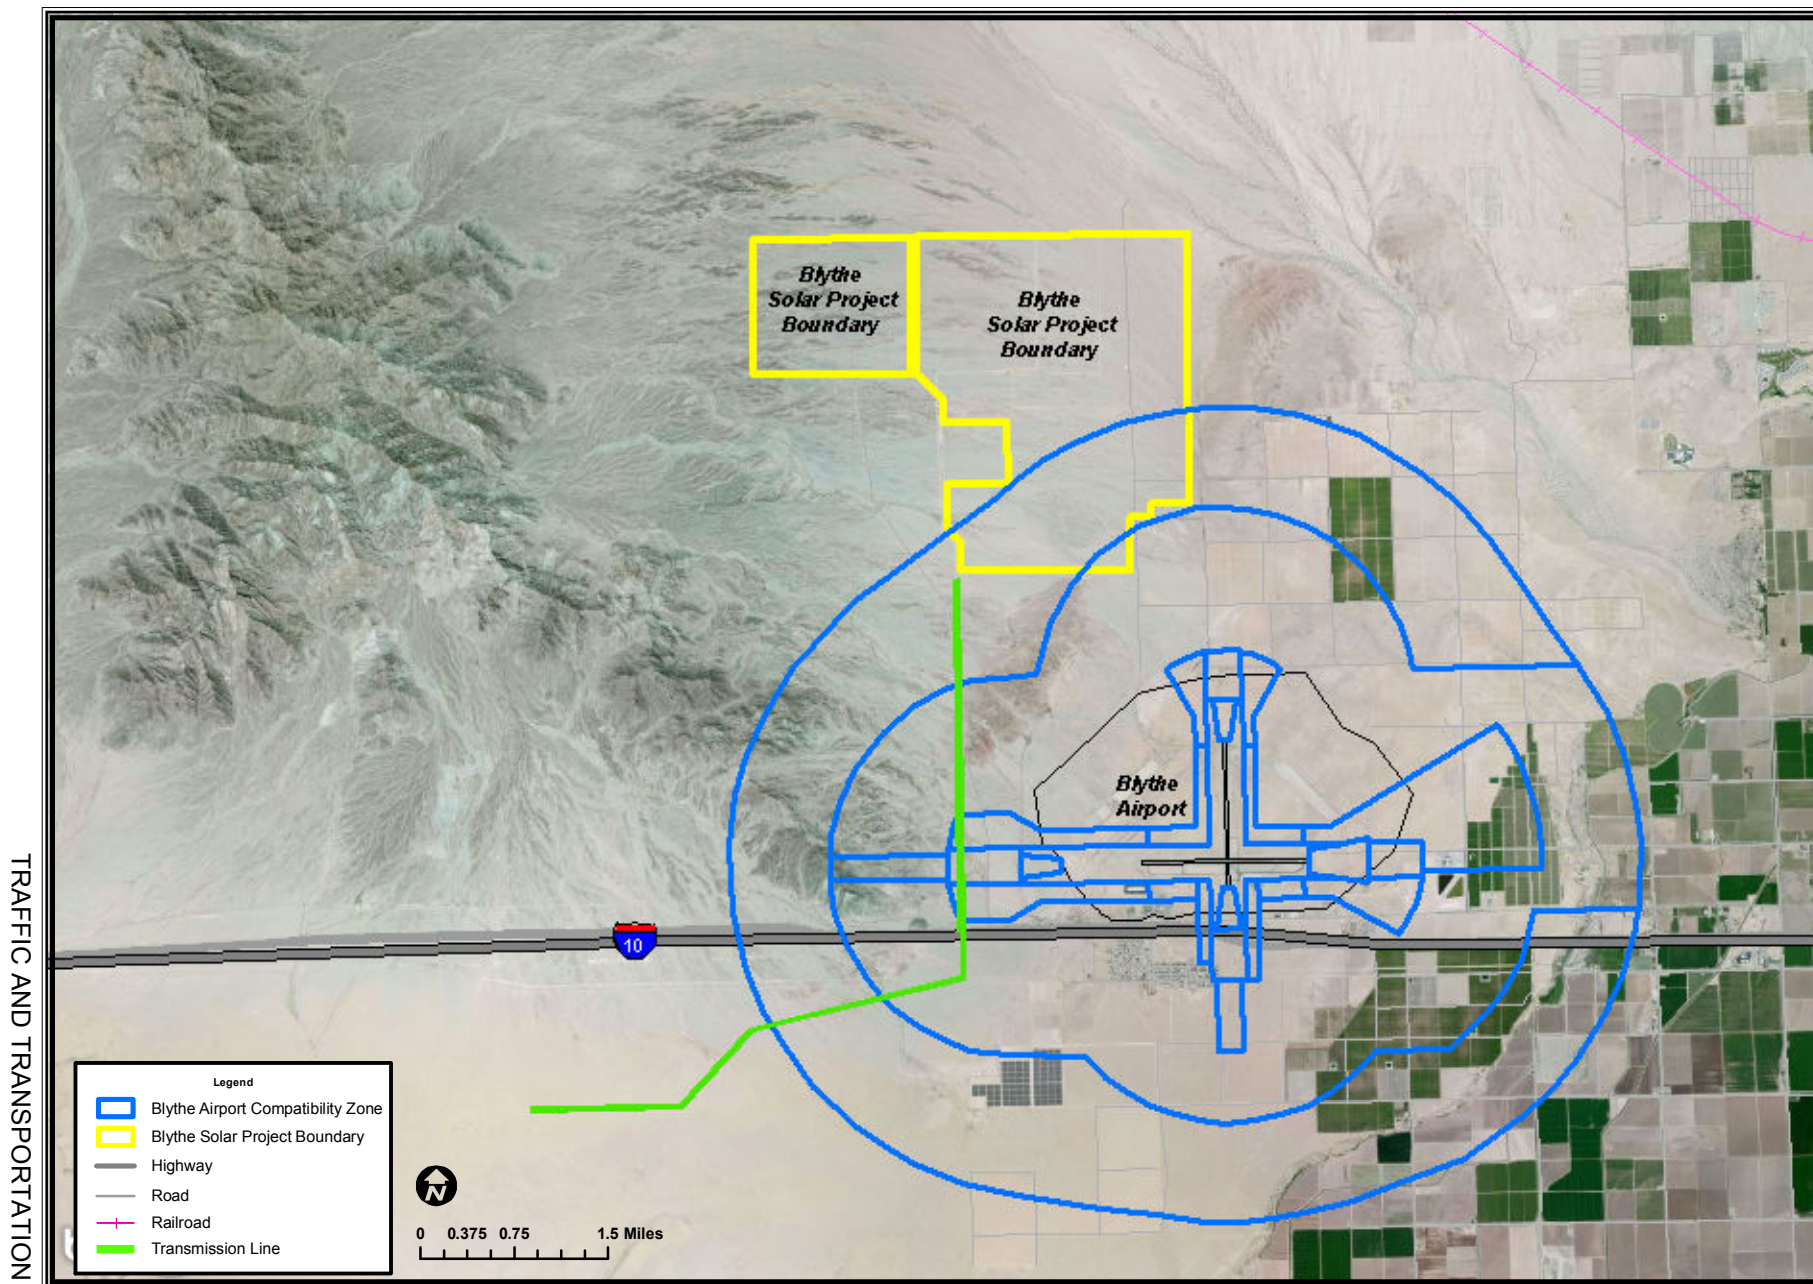 Blythe
Solar Project
Boundary
Blythe
Solar Project
Boundary
Blythe
Airport
10
TRAFFIC AND TRANSPORTATION
Legend
Blythe Airport Compatibility Zone
Blythe Solar Project Boundary
Highway
Road
Railroad
Transmission Line
N
0 0.375 0.75 1.5 Miles